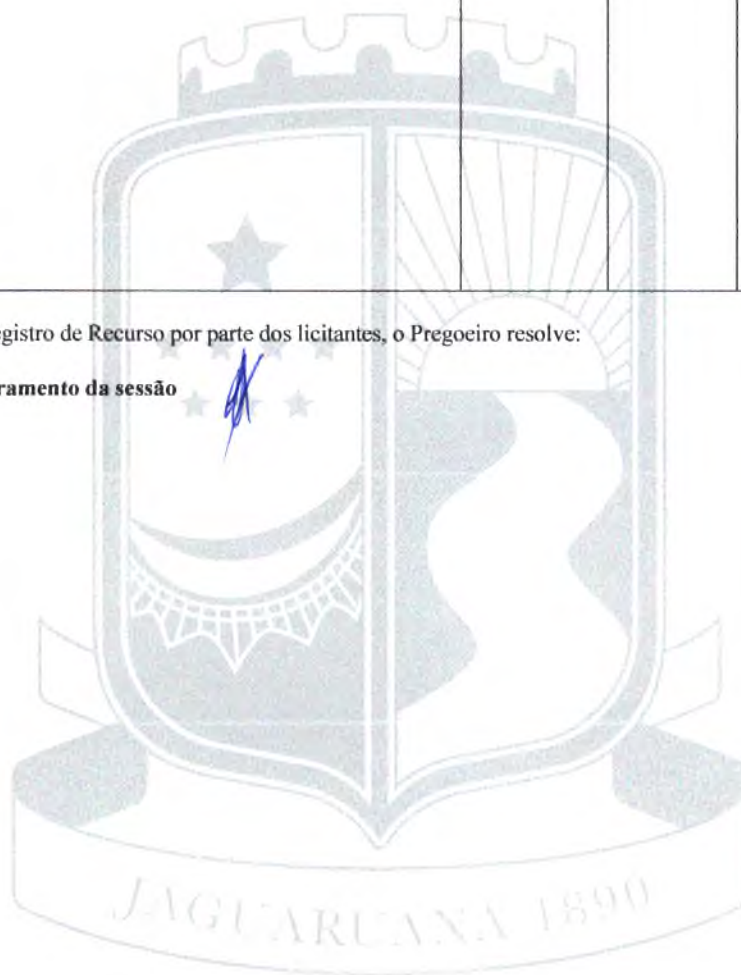 egistro de Recurso por parte dos licitantes, o Pregoeiro resolve:
ramento da sessão
JAGUARUANA 1890